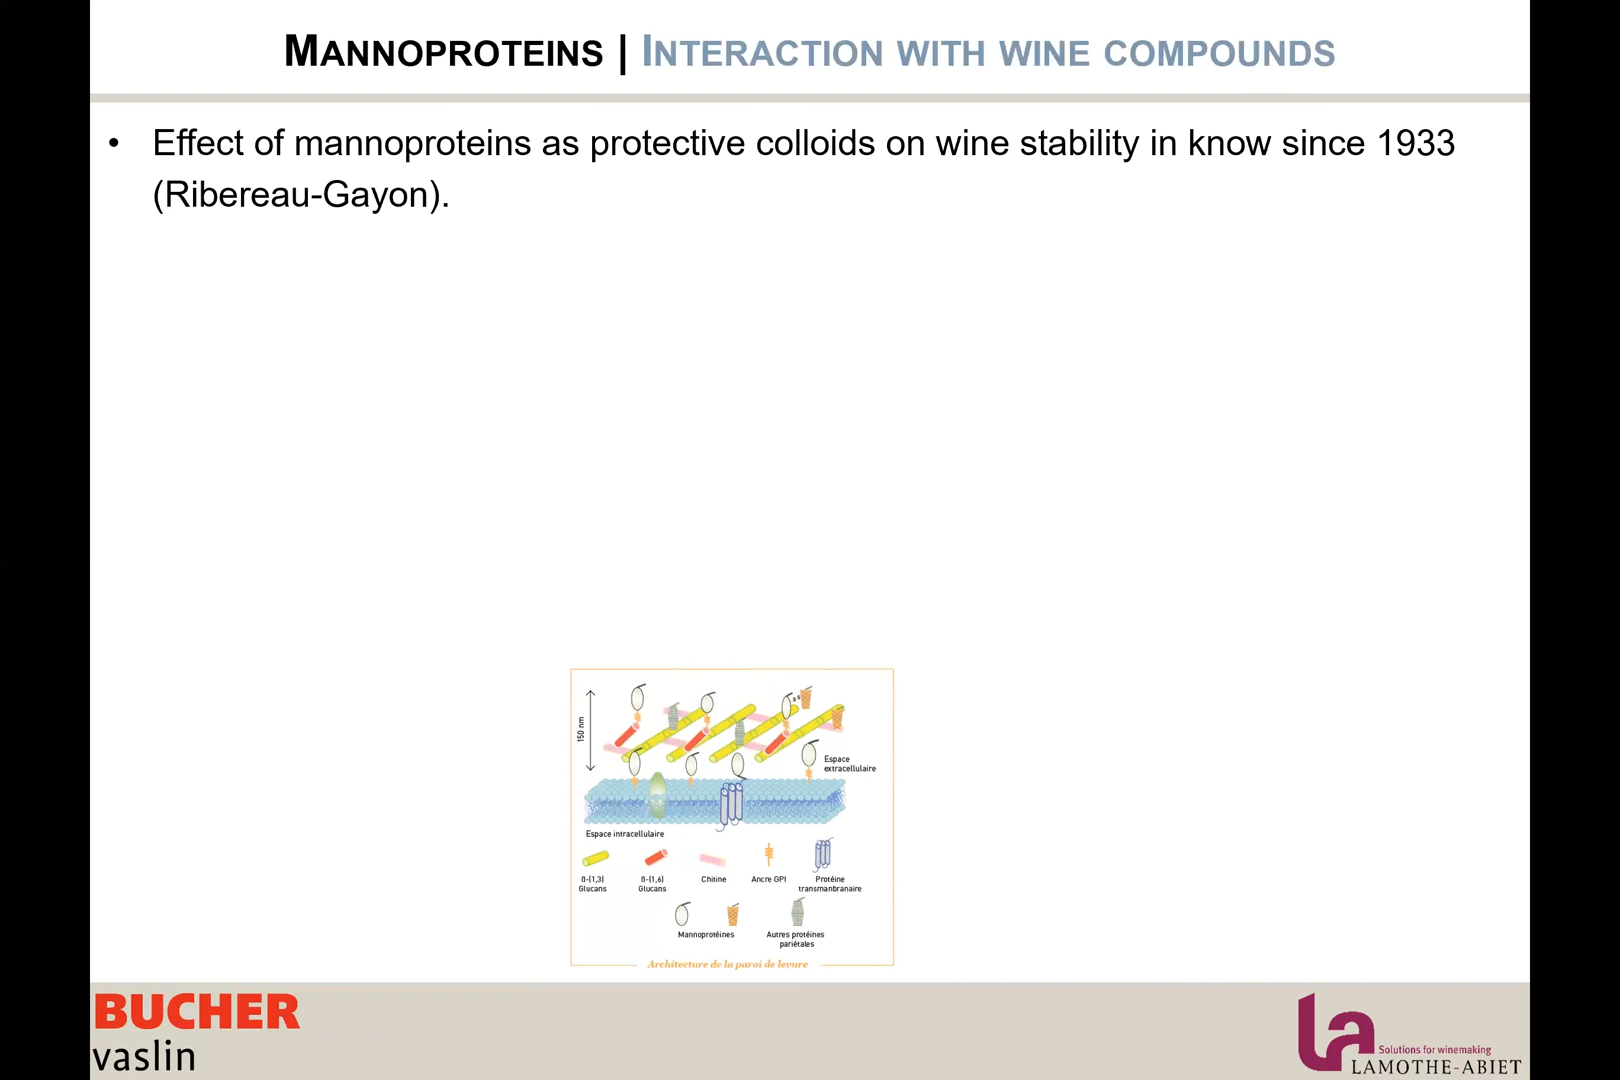 MANNOPROTEINS | INTERACTION WITH WINE COMPOUNDS
• Effect of mannoproteins as protective colloids on wine stability in know since 1933
(Ribereau-Gayon).
150 nm
s s
Espace
extracellulaire
Espace intracellulaire
ß-(1,3)
Glucans
ß-(1,6)
Glucans
Chitine
Ancre GPI
Protéine
transmanbranaire
Mannoprotéines
Autres protéines
pariétales
Architecture de la paroi de levure
BUCHER
vaslin
la
Solutions for winemaking
LAMOTHE-ABIET